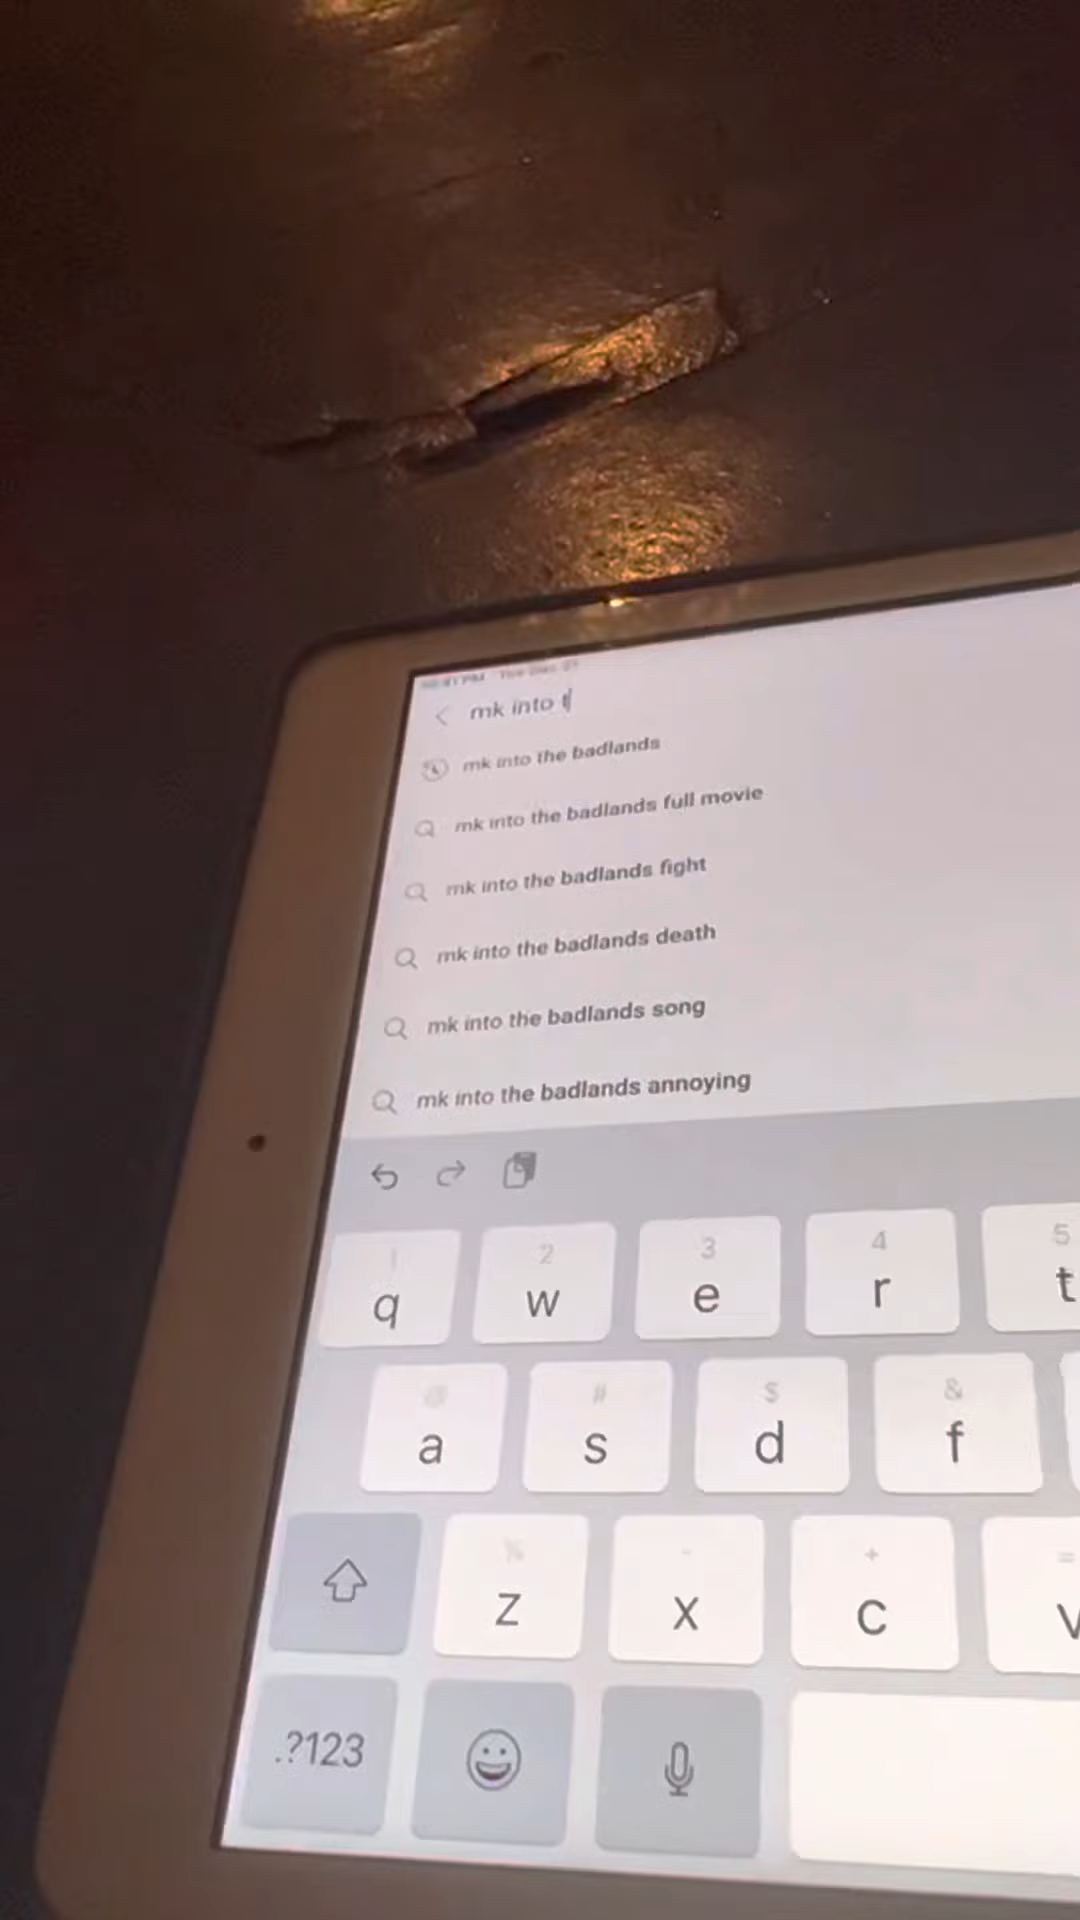 mk into t
mk into the badlands
mk into the badlands full movie
mk into the badlands fight
mk into the badlands death
mk into the badlands song
mk into the badlands annoying
1 2 3 4 5
q w e r t
@ # $ &
a s d f
% - + =
z x c v
.?123